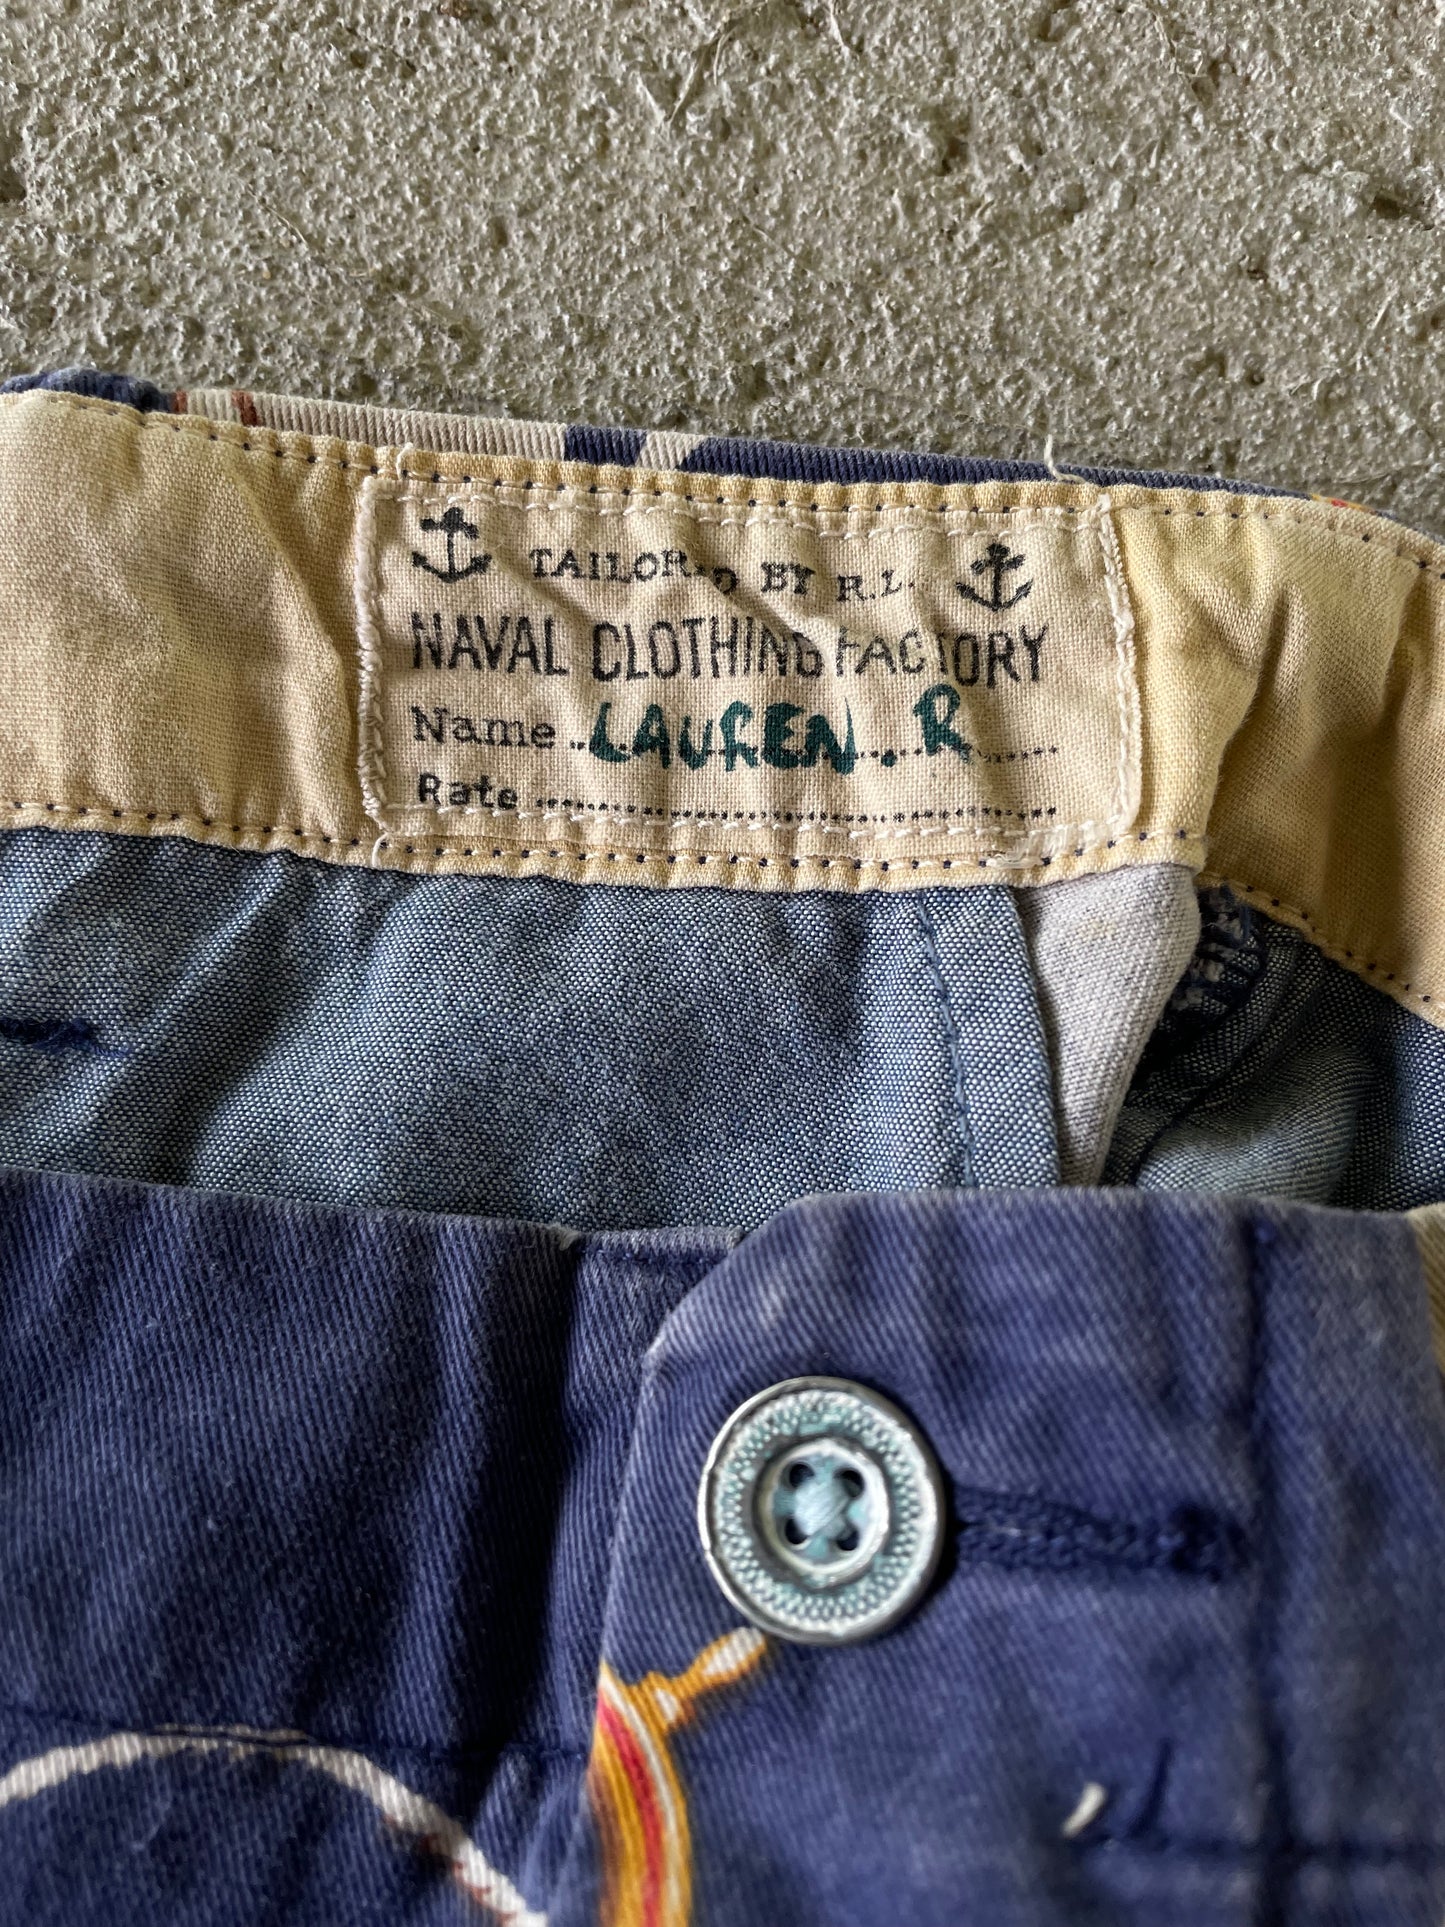 TAILORED BY R.L.
NAVAL CLOTHING FACTORY
Name LAUREN. R
Rate